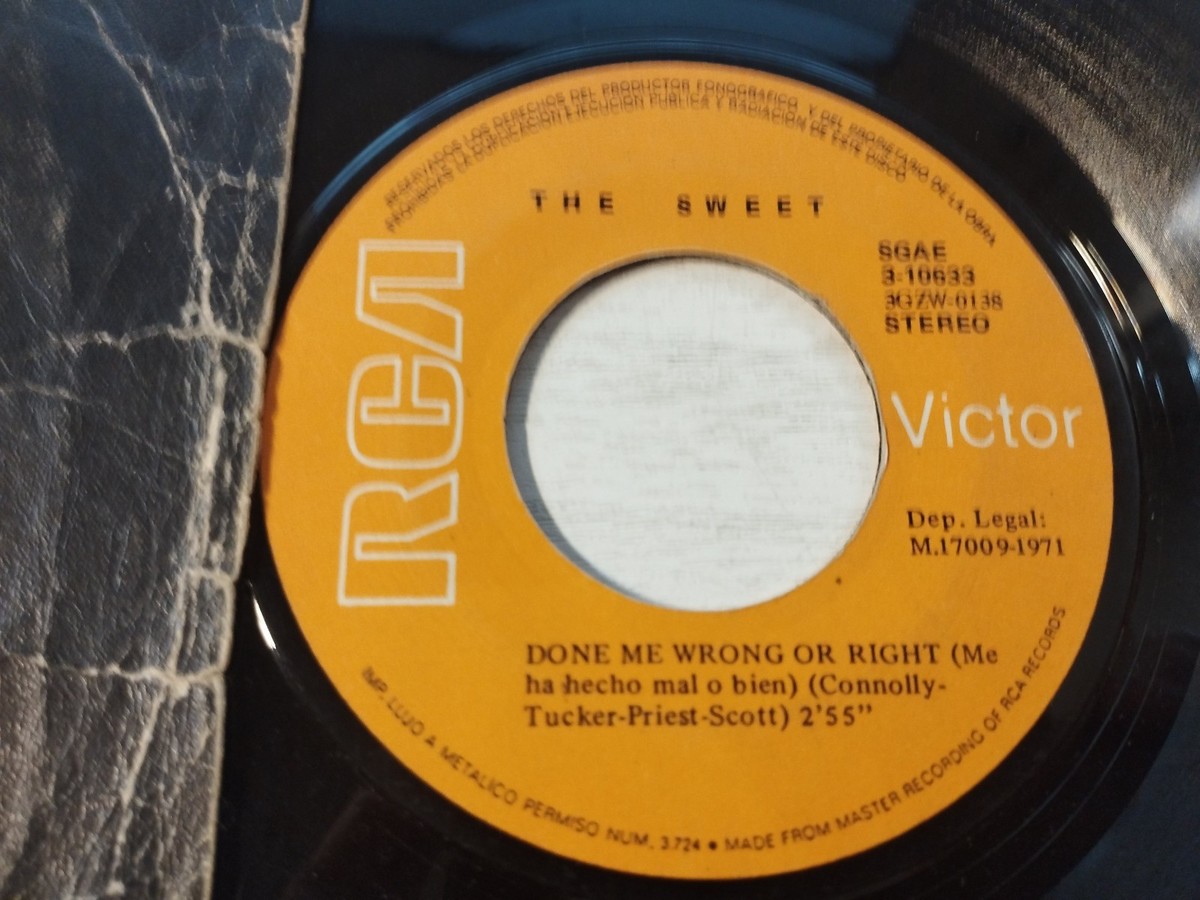 RESERVADOS LOS DERECHOS DEL PRODUCTOR FONOGRAFICO Y DEL PROPIETARIO DE LA OBRA
PROHIBIDAS LA DUPLICACION EJECUCION PUBLICA Y RADIACION DE ESTE DISCO
THE SWEET
SGAE
3-10633
3GZW-0138
STEREO
RCA
Victor
Dep. Legal:
M.17009-1971
DONE ME WRONG OR RIGHT (Me
ha hecho mal o bien) (Connolly-
Tucker-Priest-Scott) 2'55"
IMP. LUJO A METALICO PERMISO NUM. 3.724 ● MADE FROM MASTER RECORDING OF RCA RECORDS